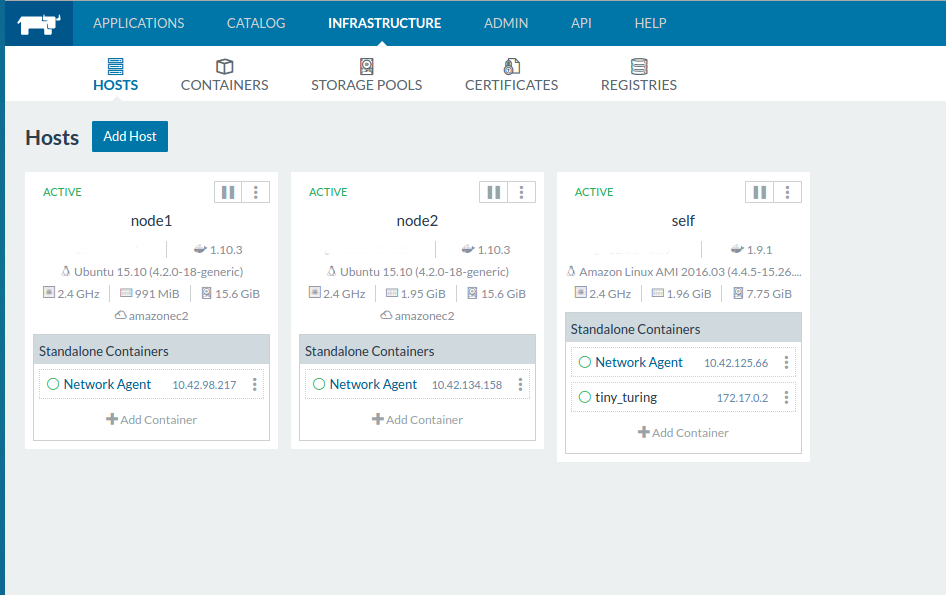 APPLICATIONS CATALOG INFRASTRUCTURE ADMIN API HELP
HOSTS CONTAINERS STORAGE POOLS CERTIFICATES REGISTRIES
Hosts Add Host
ACTIVE
node1
1.10.3
Ubuntu 15.10 (4.2.0-18-generic)
2.4 GHz 991 MiB 15.6 GiB
amazonec2
Standalone Containers
Network Agent 10.42.98.217
Add Container
ACTIVE
node2
1.10.3
Ubuntu 15.10 (4.2.0-18-generic)
2.4 GHz 1.95 GiB 15.6 GiB
amazonec2
Standalone Containers
Network Agent 10.42.134.158
Add Container
ACTIVE
self
1.9.1
Amazon Linux AMI 2016.03 (4.4.5-15.26....
2.4 GHz 1.96 GiB 7.75 GiB
Standalone Containers
Network Agent 10.42.125.66
tiny_turing 172.17.0.2
Add Container